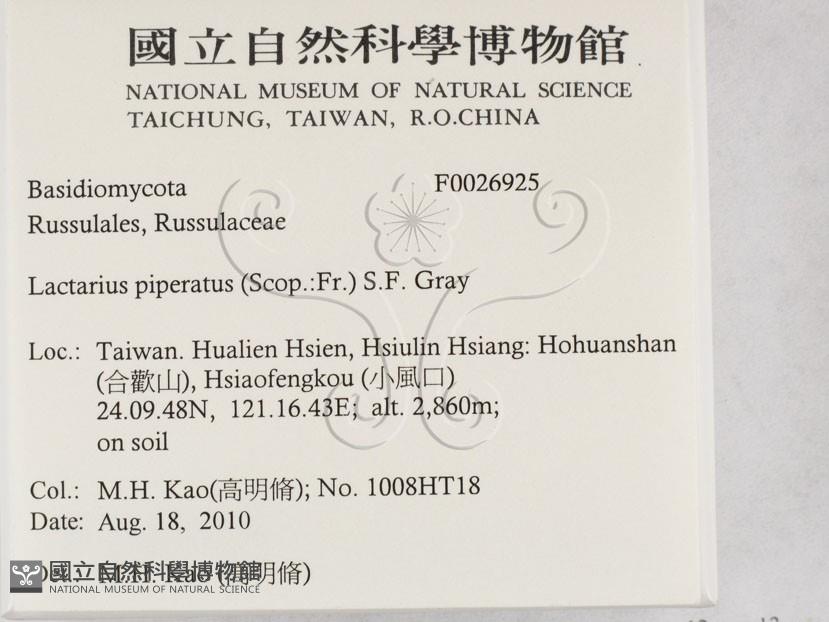 國立自然科學博物館
NATIONAL MUSEUM OF NATURAL SCIENCE
TAICHUNG, TAIWAN, R.O.CHINA
Basidiomycota F0026925
Russulales, Russulaceae
Lactarius piperatus (Scop.:Fr.) S.F. Gray
Loc.: Taiwan. Hualien Hsien, Hsiulin Hsiang: Hohuanshan
(合歡山), Hsiaofengkou (小風口)
24.09.48N, 121.16.43E; alt. 2,860m;
on soil
Col.: M.H. Kao(高明脩); No. 1008HT18
Date: Aug. 18, 2010
M.H. Kao (高明脩)
國立自然科學博物館
NATIONAL MUSEUM OF NATURAL SCIENCE